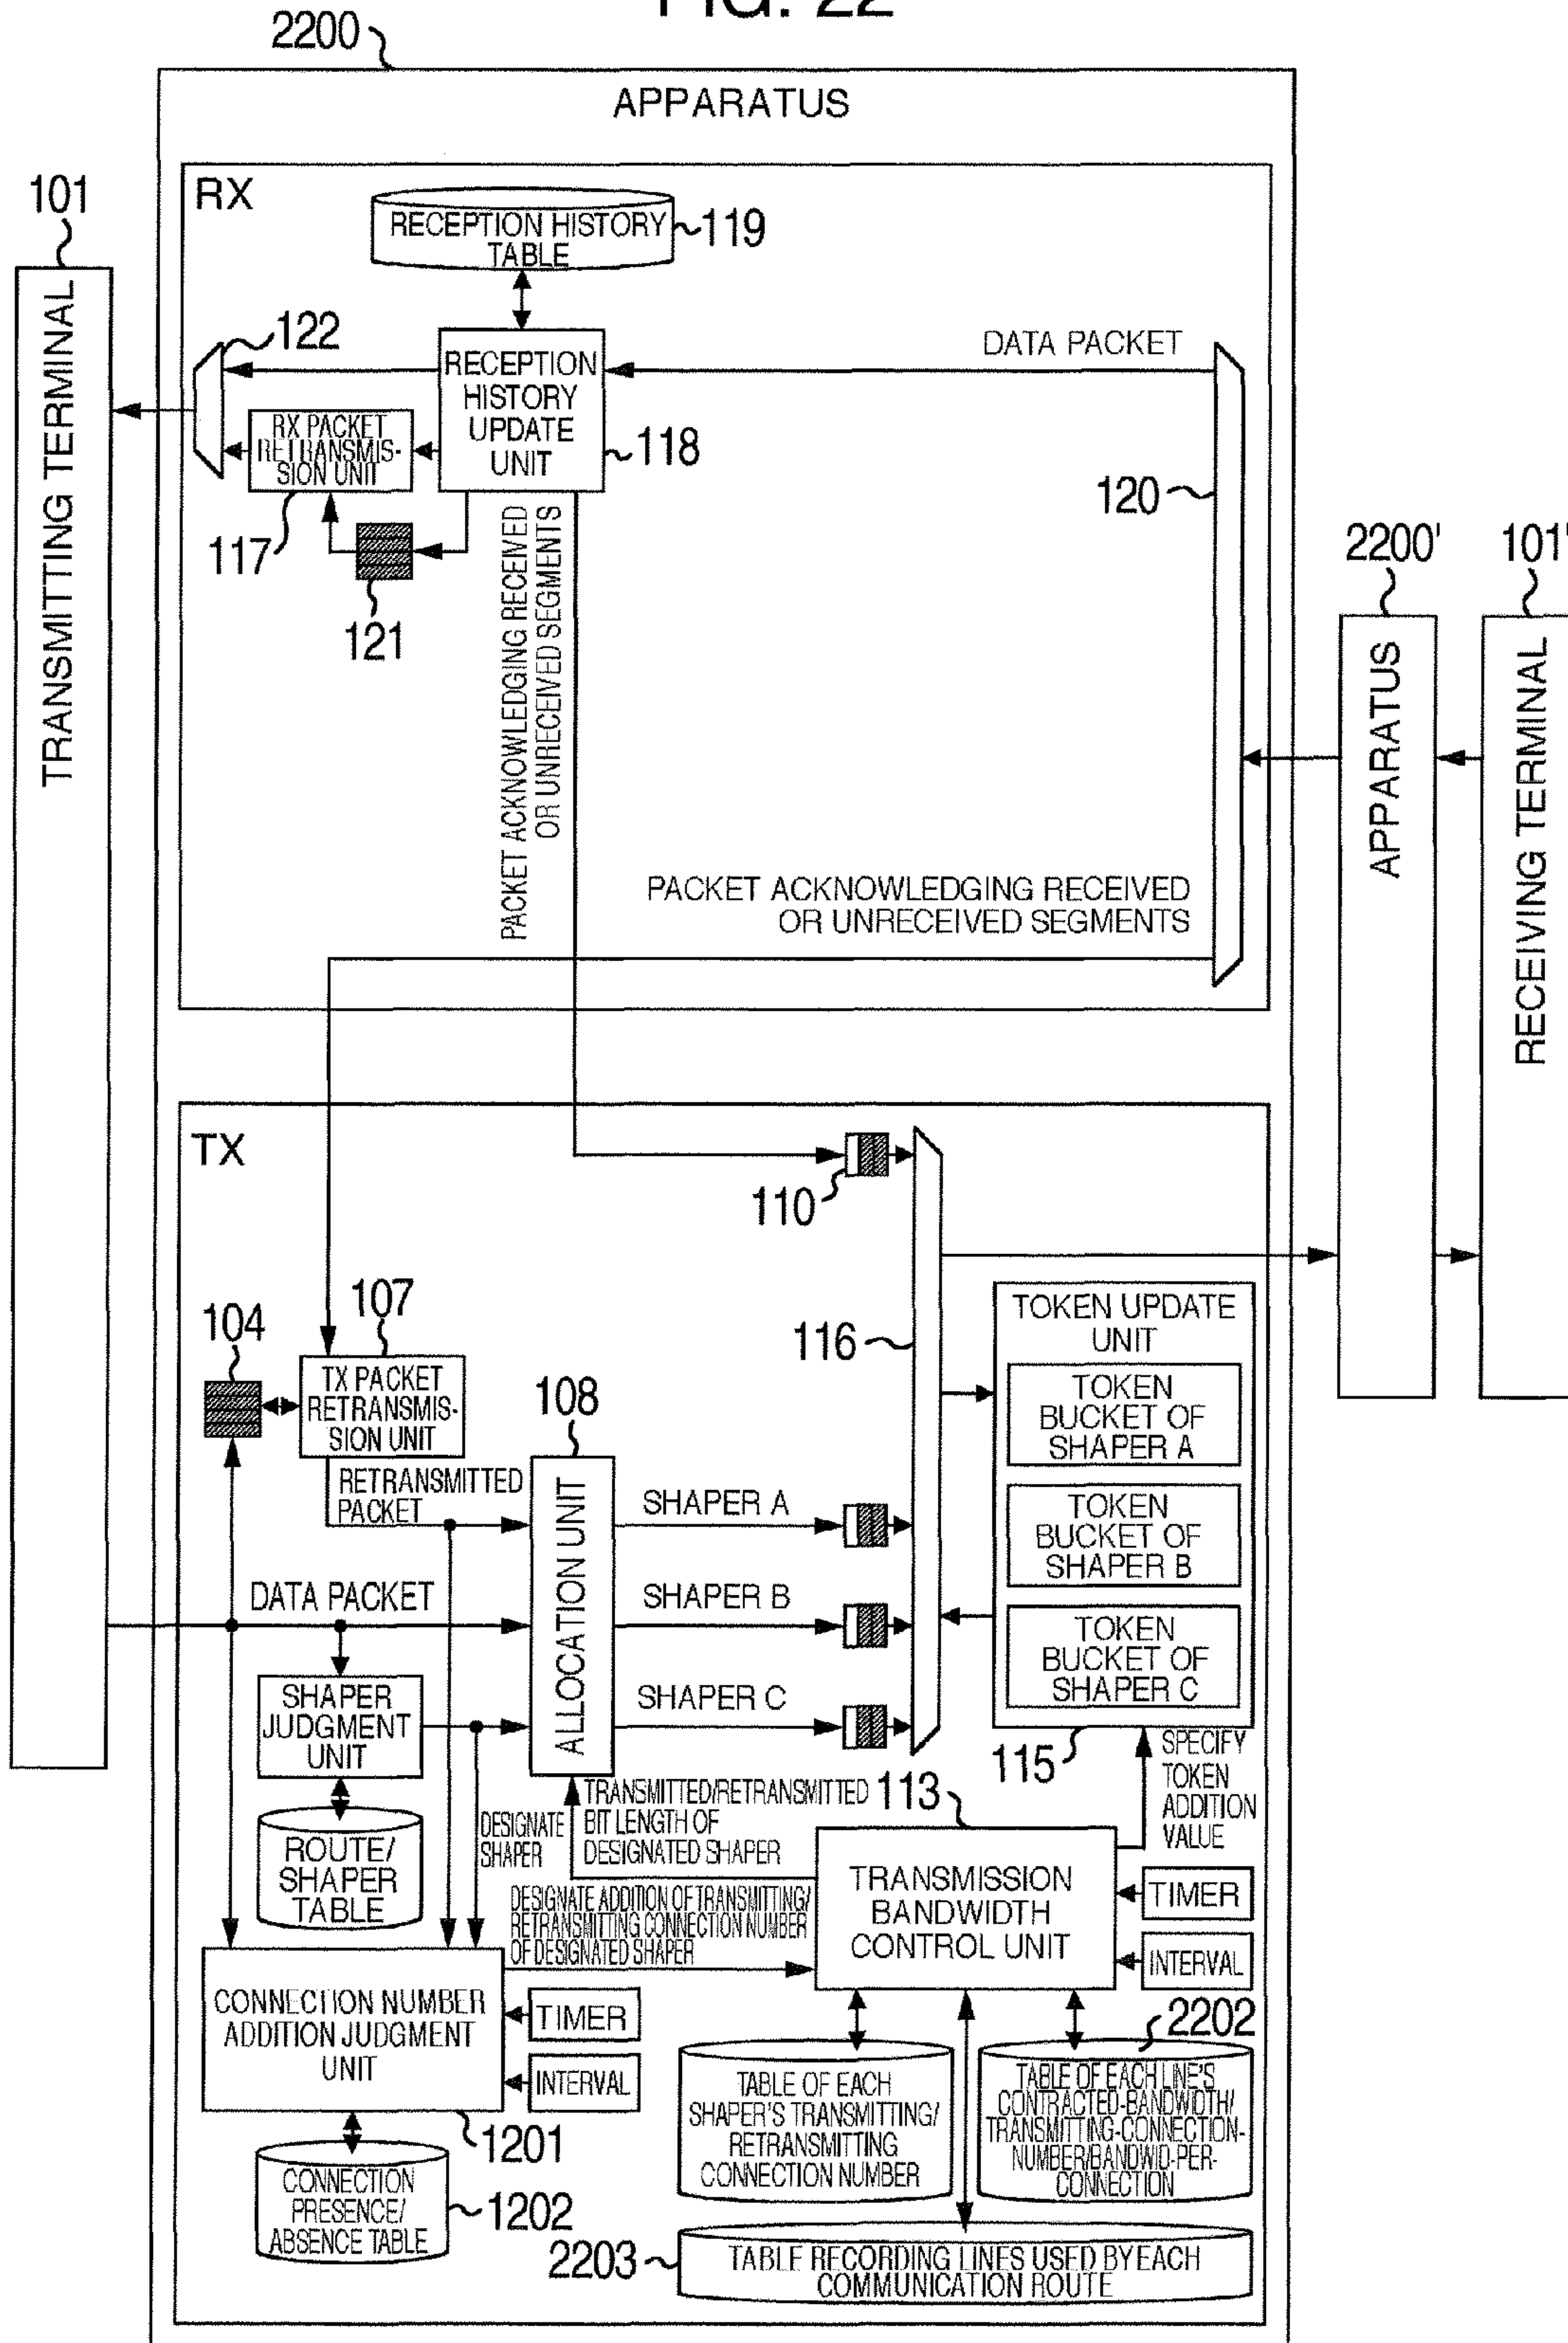 FIG. 22
2200
APPARATUS
RX
101
TRANSMITTING TERMINAL
RECEPTION HISTORY
TABLE
119
122
RECEPTION
HISTORY
UPDATE
UNIT
118
DATA PACKET
RX PACKET
RETRANSMIS-
SION UNIT
117
121
120
PACKET ACKNOWLEDGING RECEIVED
OR UNRECEIVED SEGMENTS
PACKET ACKNOWLEDGING RECEIVED
OR UNRECEIVED SEGMENTS
2200'
APPARATUS
101'
RECEIVING TERMINAL
TX
110
116
104
107
TX PACKET
RETRANSMIS-
SION UNIT
RETRANSMITTED
PACKET
108
ALLOCATION UNIT
SHAPER A
SHAPER B
SHAPER C
DATA PACKET
TOKEN UPDATE
UNIT
TOKEN
BUCKET OF
SHAPER A
TOKEN
BUCKET OF
SHAPER B
TOKEN
BUCKET OF
SHAPER C
115
SPECIFY
TOKEN
ADDITION
VALUE
SHAPER
JUDGMENT
UNIT
ROUTE/
SHAPER
TABLE
DESIGNATE
SHAPER
TRANSMITTED/RETRANSMITTED
BIT LENGTH OF
DESIGNATED SHAPER
113
DESIGNATE ADDITION OF TRANSMITTING/
RETRANSMITTING CONNECTION NUMBER
OF DESIGNATED SHAPER
TRANSMISSION
BANDWIDTH
CONTROL UNIT
TIMER
INTERVAL
CONNECTION NUMBER
ADDITION JUDGMENT
UNIT
TIMER
INTERVAL
1201
CONNECTION
PRESENCE/
ABSENCE TABLE
1202
TABLE OF EACH
SHAPER'S TRANSMITTING/
RETRANSMITTING
CONNECTION NUMBER
2202
TABLE OF EACH LINE'S
CONTRACTED-BANDWIDTH/
TRANSMITTING-CONNECTION-
NUMBER/BANDWID-PER-
CONNECTION
2203
TABLE RECORDING LINES USED BY EACH
COMMUNICATION ROUTE